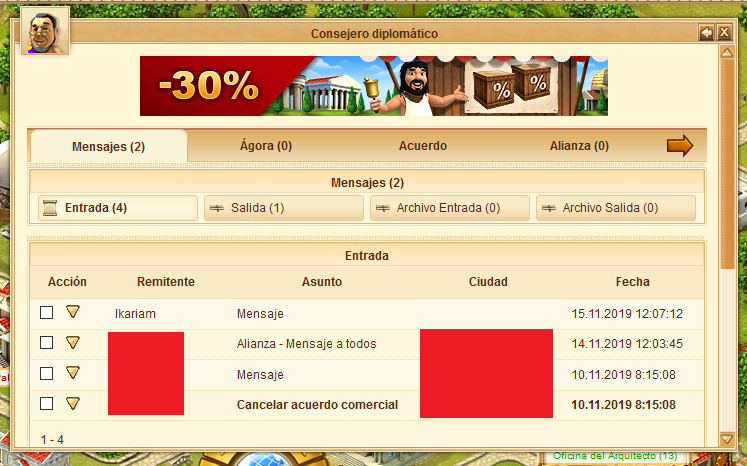 Consejero diplomático
-30%
% %
Mensajes (2) Ágora (0) Acuerdo Alianza (0)
Mensajes (2)
Entrada (4) Salida (1) Archivo Entrada (0) Archivo Salida (0)
Entrada
Acción Remitente Asunto Ciudad Fecha
Ikariam Mensaje 15.11.2019 12:07:12
Alianza - Mensaje a todos 14.11.2019 12:03:45
Mensaje 10.11.2019 8:15:08
Cancelar acuerdo comercial 10.11.2019 8:15:08
1 - 4
Oficina del Arquitecto (13)